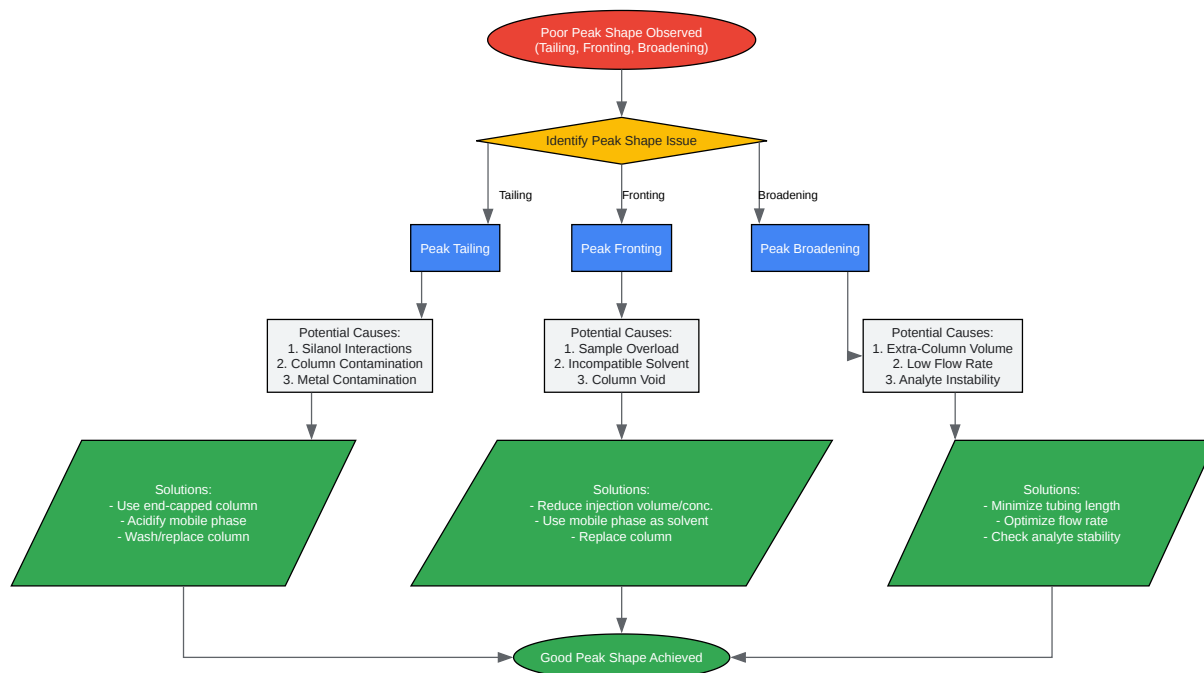 Poor Peak Shape Observed
(Tailing, Fronting, Broadening)
Identify Peak Shape Issue
Tailing
Fronting
Broadening
Peak Tailing
Peak Fronting
Peak Broadening
Potential Causes:
1. Silanol Interactions
2. Column Contamination
3. Metal Contamination
Potential Causes:
1. Sample Overload
2. Incompatible Solvent
3. Column Void
Potential Causes:
1. Extra-Column Volume
2. Low Flow Rate
3. Analyte Instability
Solutions:
- Use end-capped column
- Acidify mobile phase
- Wash/replace column
Solutions:
- Reduce injection volume/conc.
- Use mobile phase as solvent
- Replace column
Solutions:
- Minimize tubing length
- Optimize flow rate
- Check analyte stability
Good Peak Shape Achieved